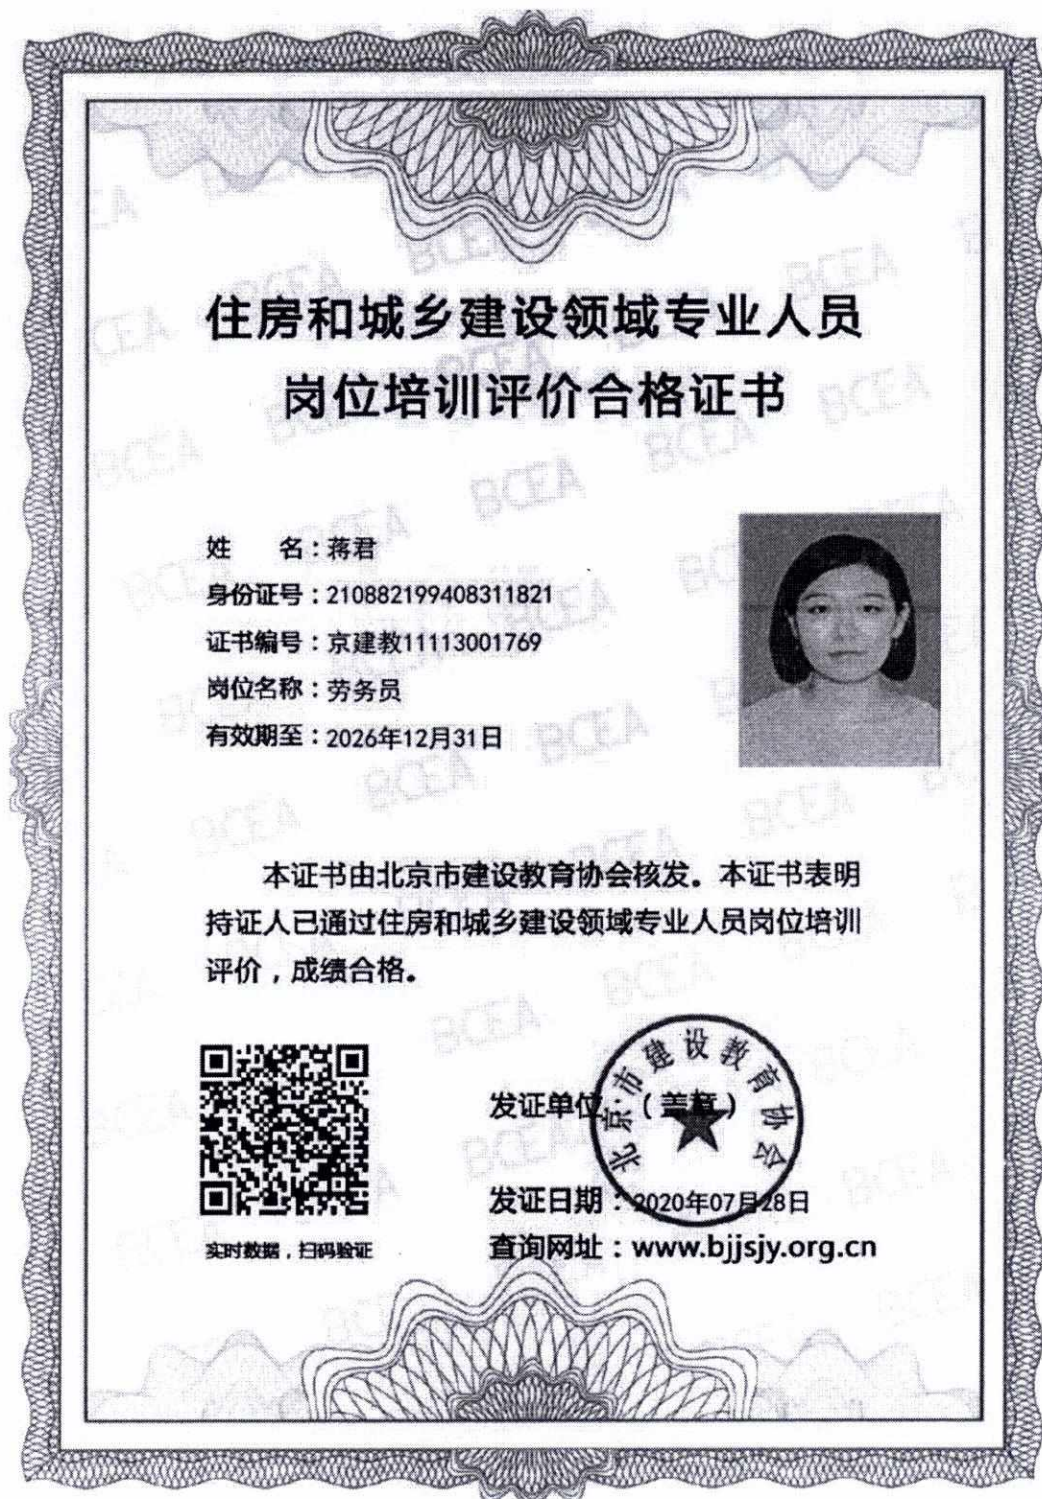 住房和城乡建设领域专业人员
岗位培训评价合格证书
姓 名：蒋君
身份证号：210882199408311821
证书编号：京建教11113001769
岗位名称：劳务员
有效期至：2026年12月31日
本证书由北京市建设教育协会核发。本证书表明
持证人已通过住房和城乡建设领域专业人员岗位培训
评价，成绩合格。
北京市建设教育协会
发证单位：（盖章）
发证日期：2020年07月28日
查询网址：www.bjjsjy.org.cn
实时数据，扫码验证
BCEA